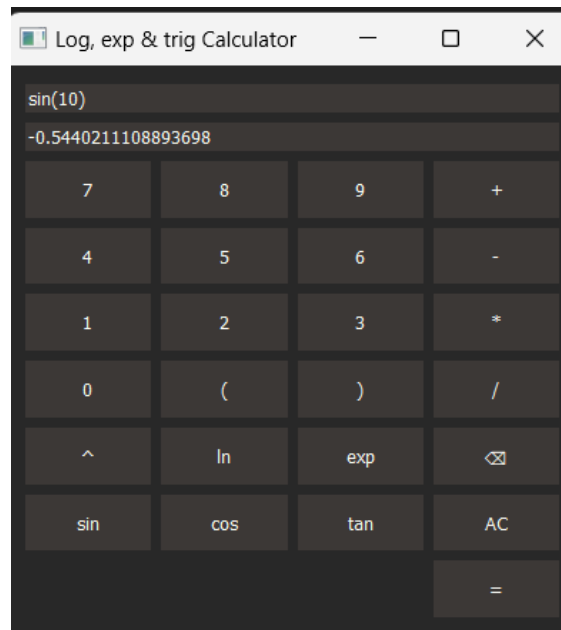 Log, exp & trig Calculator
sin(10)
-0.5440211108893698
7 8 9 +
4 5 6 -
1 2 3 *
0 ( ) /
^ ln exp ⌫
sin cos tan AC
=